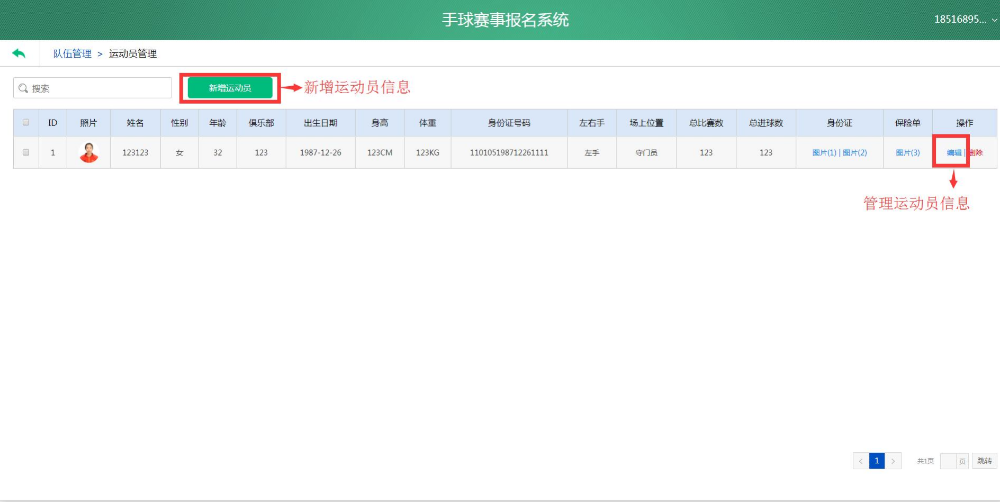 手球赛事报名系统
18516895...
队伍管理 > 运动员管理
搜索
新增运动员
新增运动员信息
ID 照片 姓名 性别 年龄 俱乐部 出生日期 身高 体重 身份证号码 左右手 场上位置 总比赛数 总进球数 身份证 保险单 操作
1 123123 女 32 123 1987-12-26 123CM 123KG 110105198712261111 左手 守门员 123 123 图片(1) | 图片(2) 图片(3) 编辑 | 删除
管理运动员信息
< 1 > 共1页 页 跳转